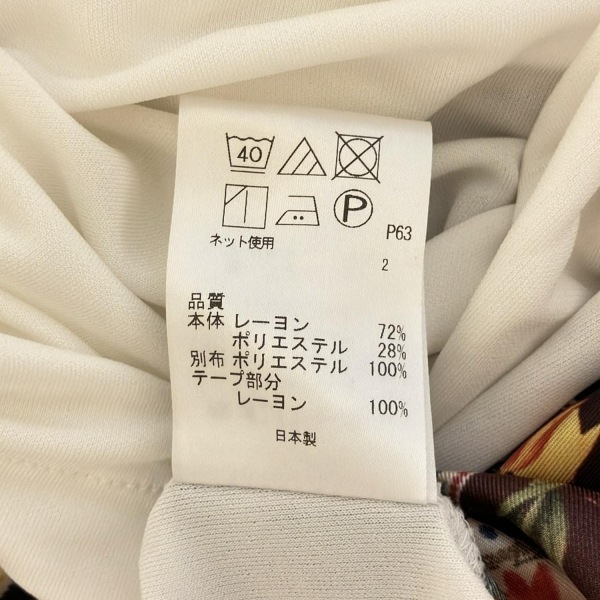 40
P
P63
ネット使用
2
品質
本体 レーヨン 72%
ポリエステル 28%
別布 ポリエステル 100%
テープ部分
レーヨン 100%
日本製